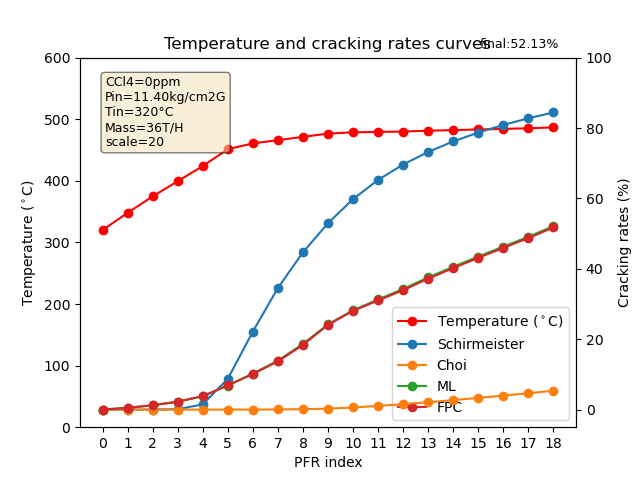 Temperature and cracking rates curves
final:52.13%
CCl4=0ppm
Pin=11.40kg/cm2G
Tin=320°C
Mass=36T/H
scale=20
Temperature (°C)
600
500
400
300
200
100
0
100
80
60
40
20
0
Cracking rates (%)
Temperature (°C)
Schirmeister
Choi
ML
FPC
0 1 2 3 4 5 6 7 8 9 10 11 12 13 14 15 16 17 18
PFR index